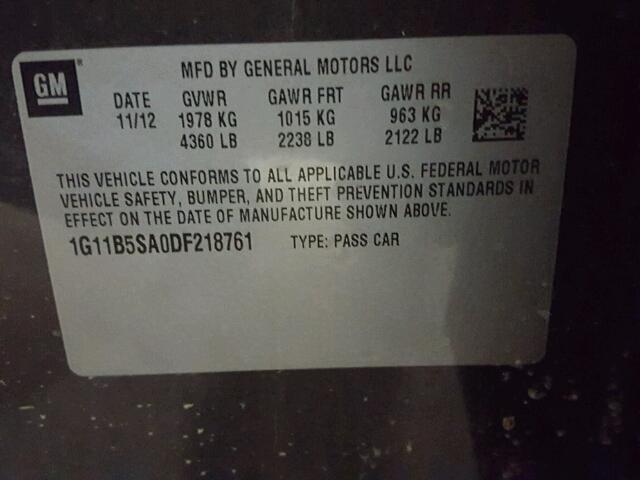 GM®
MFD BY GENERAL MOTORS LLC
DATE GVWR GAWR FRT GAWR RR
11/12 1978 KG 1015 KG 963 KG
4360 LB 2238 LB 2122 LB
THIS VEHICLE CONFORMS TO ALL APPLICABLE U.S. FEDERAL MOTOR
VEHICLE SAFETY, BUMPER, AND THEFT PREVENTION STANDARDS IN
EFFECT ON THE DATE OF MANUFACTURE SHOWN ABOVE.
1G11B5SA0DF218761 TYPE: PASS CAR